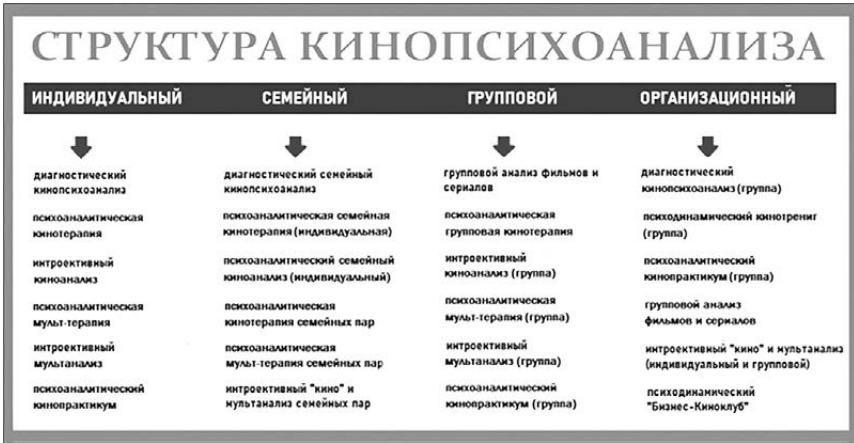 СТРУКТУРА КИНОПСИХОАНАЛИЗА
ИНДИВИДУАЛЬНЫЙ
диагностический
кинопсихоанализ
психоаналитическая
кинотерапия
интроективный
киноанализ
психоаналитическая
мульт-терапия
интроективный
мультанализ
психоаналитический
кинопрактикум
СЕМЕЙНЫЙ
диагностический семейный
кинопсихоанализ
психоаналитическая семейная
кинотерапия (индивидуальная)
психоаналитический семейный
киноанализ (индивидуальный)
психоаналитическая
кинотерапия семейных пар
психоаналитическая
мульт-терапия семейных пар
интроективный "кино" и
мультанализ семейных пар
ГРУППОВОЙ
групповой анализ фильмов и
сериалов
психоаналитическая
групповая кинотерапия
интроективный
киноанализ (группа)
психоаналитическая
мульт-терапия (группа)
интроективный
мультанализ (группа)
психоаналитический
кинопрактикум (группа)
ОРГАНИЗАЦИОННЫЙ
диагностический
кинопсихоанализ (группа)
психодинамический кинотрениг
(группа)
психоаналитический
кинопрактикум (группа)
групповой анализ
фильмов и сериалов
интроективный "кино" и мультанализ
(индивидуальный и групповой)
психодинамический
"Бизнес-Киноклуб"